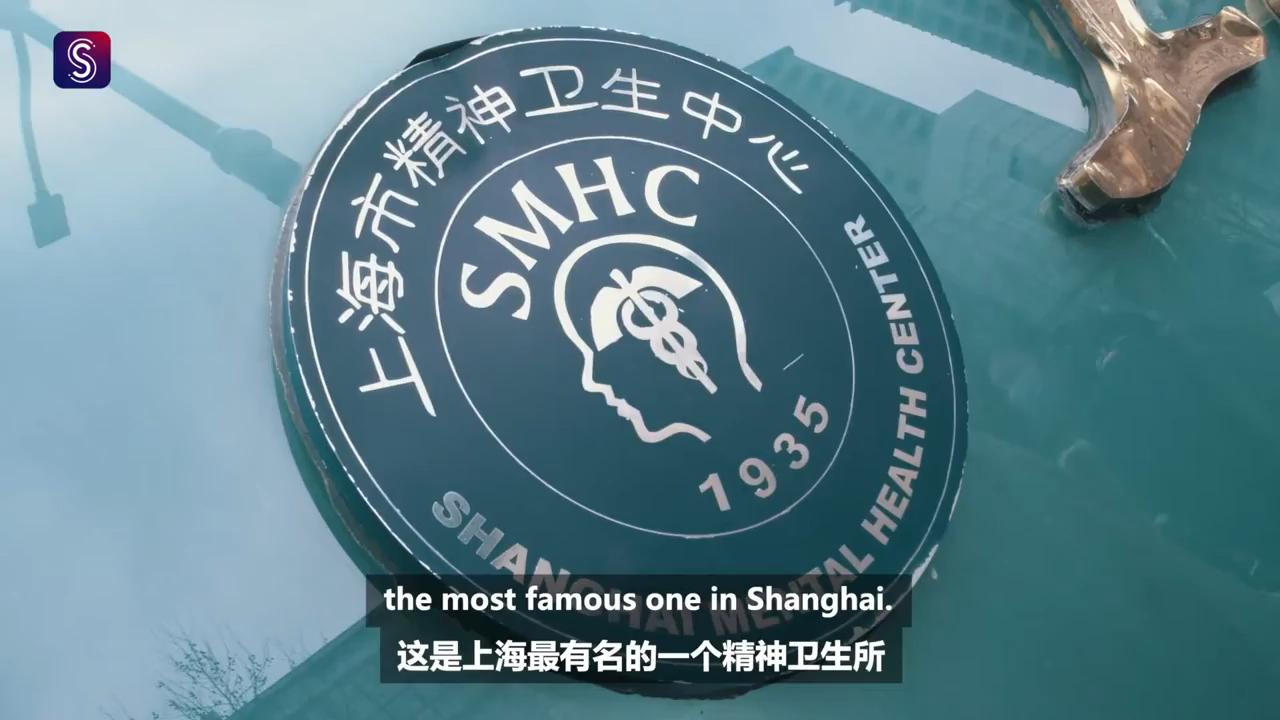 S
上海市精神卫生中心
SMHC
1935
SHANGHAI MENTAL HEALTH CENTER
the most famous one in Shanghai.
这是上海最有名的一个精神卫生所